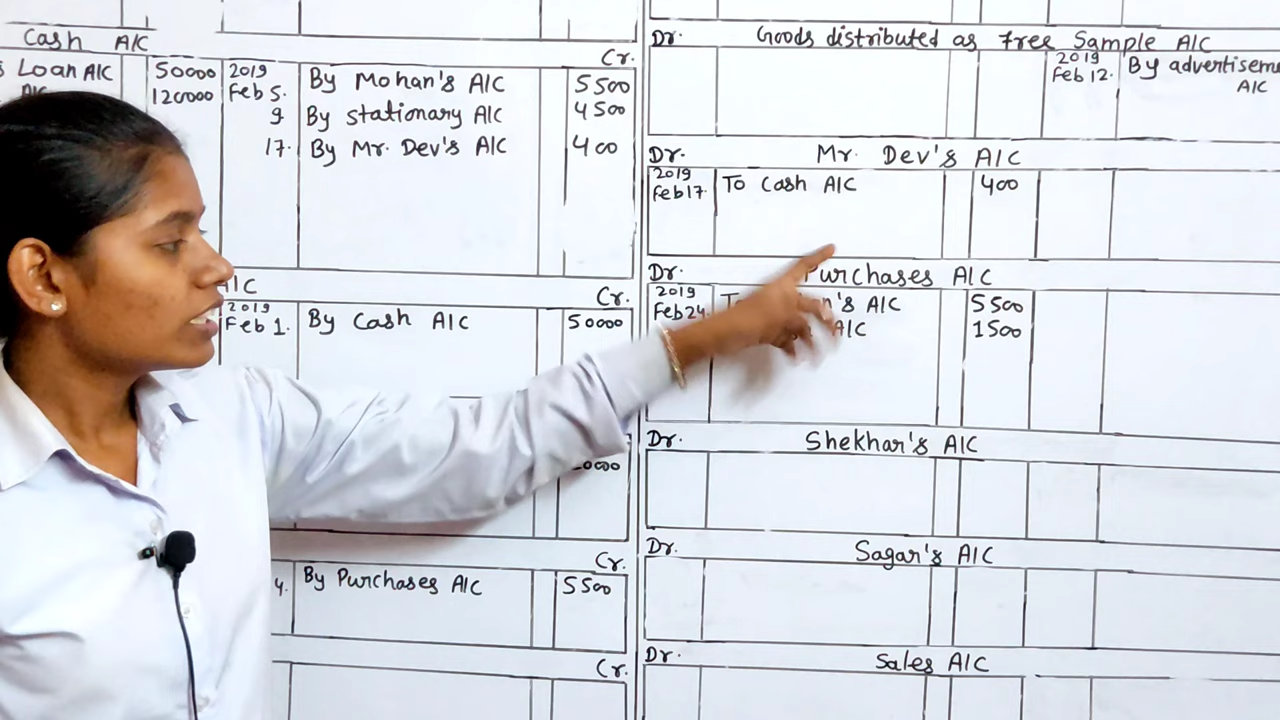 Cash A/C
Cr.
Loan A/C 50000 2019 Feb 5. By Mohan's A/C 5500
120000 9 By Stationary A/C 4500
17. By Mr. Dev's A/C 400
A/C
Cr.
2019 Feb 1. By Cash A/C 50000
Cr.
4. By Purchases A/C 5500
Cr.
Dr. Goods distributed as free Sample A/C
2019 Feb 12. By advertisem
A/C
Dr. Mr. Dev's A/C
2019 Feb 17. To Cash A/C 400
Dr. Purchases A/C
2019 Feb 24 A/C 5500
A/C 1500
Dr. Shekhar's A/C
Dr. Sagar's A/C
Dr. Sales A/C